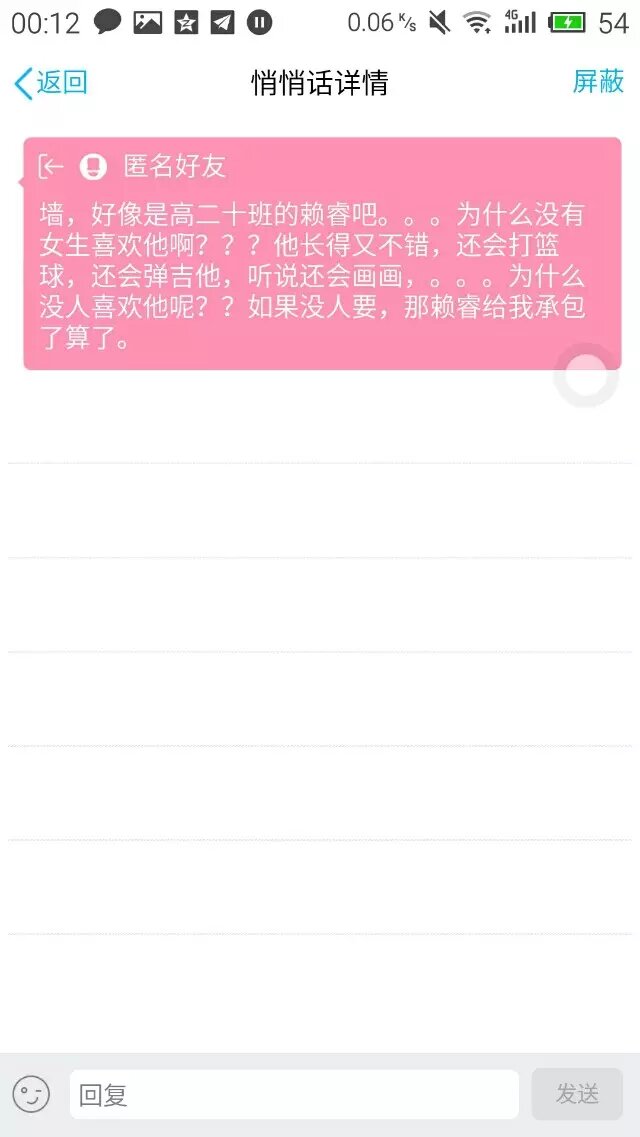 00:12 0.06 K/s 4G 54
返回 悄悄话详情 屏蔽
匿名好友
墙，好像是高二十班的赖睿吧。。。为什么没有
女生喜欢他啊？？？他长得又不错，还会打篮
球，还会弹吉他，听说还会画画，。。。为什么
没人喜欢他呢？？如果没人要，那赖睿给我承包
了算了。
回复 发送